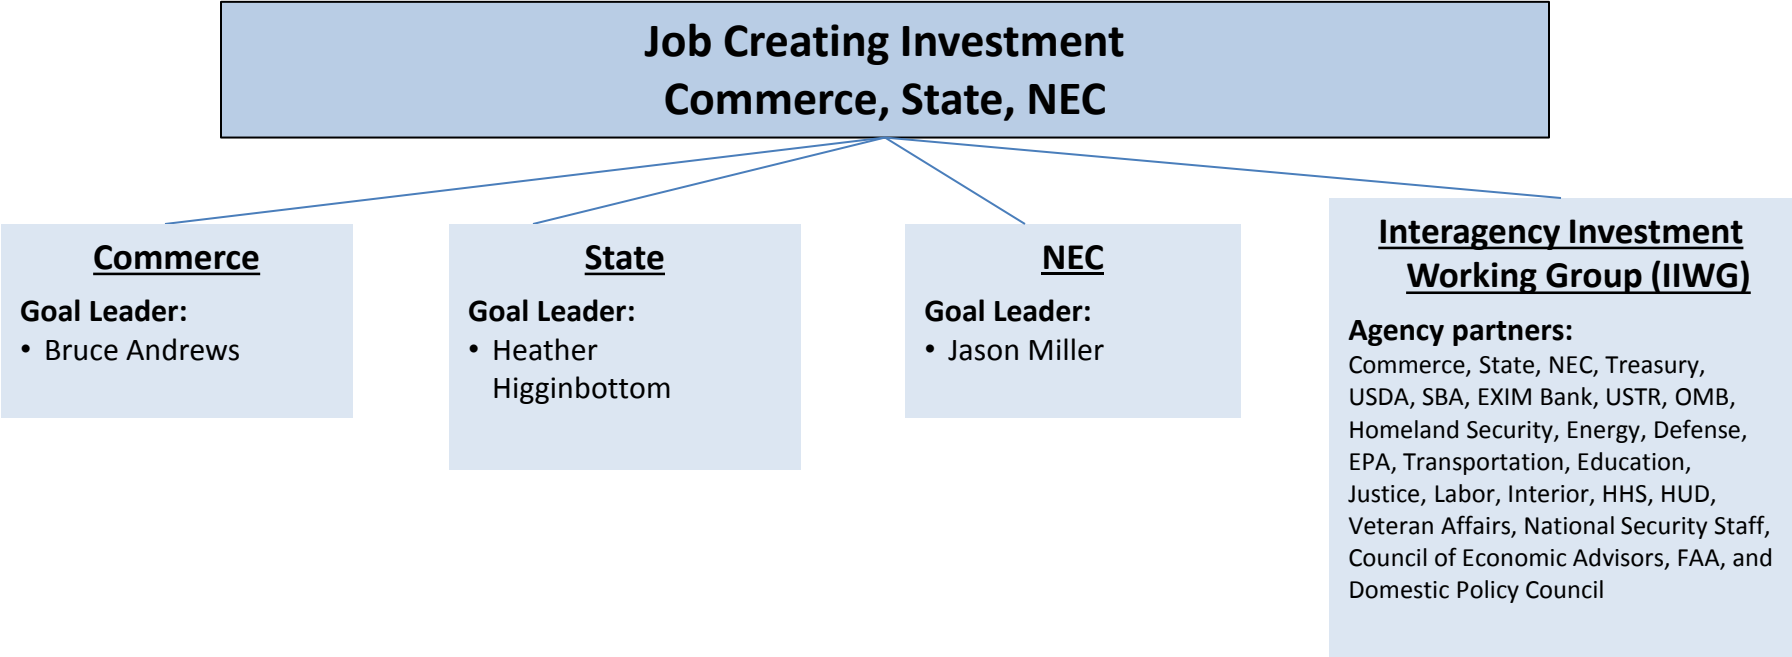 Job Creating Investment
Commerce, State, NEC
Commerce
Goal Leader:
• Bruce Andrews
State
Goal Leader:
• Heather
Higginbottom
NEC
Goal Leader:
• Jason Miller
Interagency Investment
Working Group (IIWG)
Agency partners:
Commerce, State, NEC, Treasury,
USDA, SBA, EXIM Bank, USTR, OMB,
Homeland Security, Energy, Defense,
EPA, Transportation, Education,
Justice, Labor, Interior, HHS, HUD,
Veteran Affairs, National Security Staff,
Council of Economic Advisors, FAA, and
Domestic Policy Council